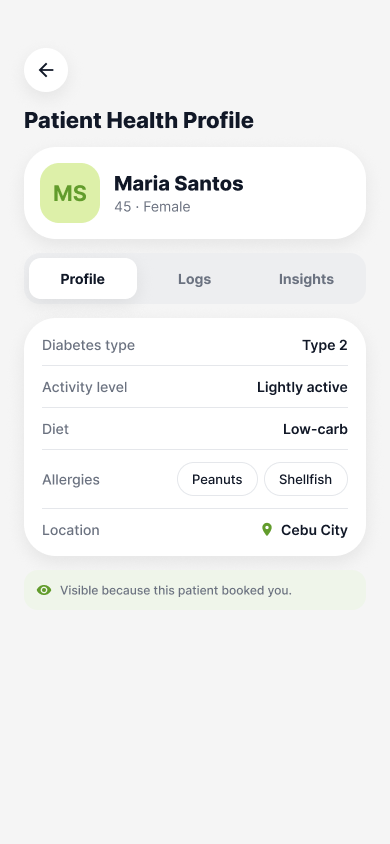 Patient Health Profile
MS
Maria Santos
45 · Female
Profile Logs Insights
Diabetes type Type 2
Activity level Lightly active
Diet Low-carb
Allergies Peanuts Shellfish
Location Cebu City
Visible because this patient booked you.